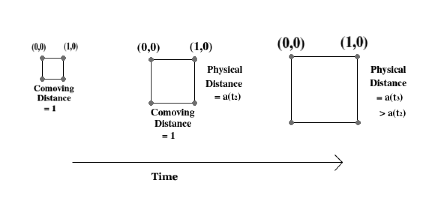 (0,0) (1,0)
Comoving
Distance
= 1
(0,0) (1,0)
Physical
Distance
= a(t₂)
Comoving
Distance
= 1
(0,0) (1,0)
Physical
Distance
= a(t₃)
> a(t₂)
Time